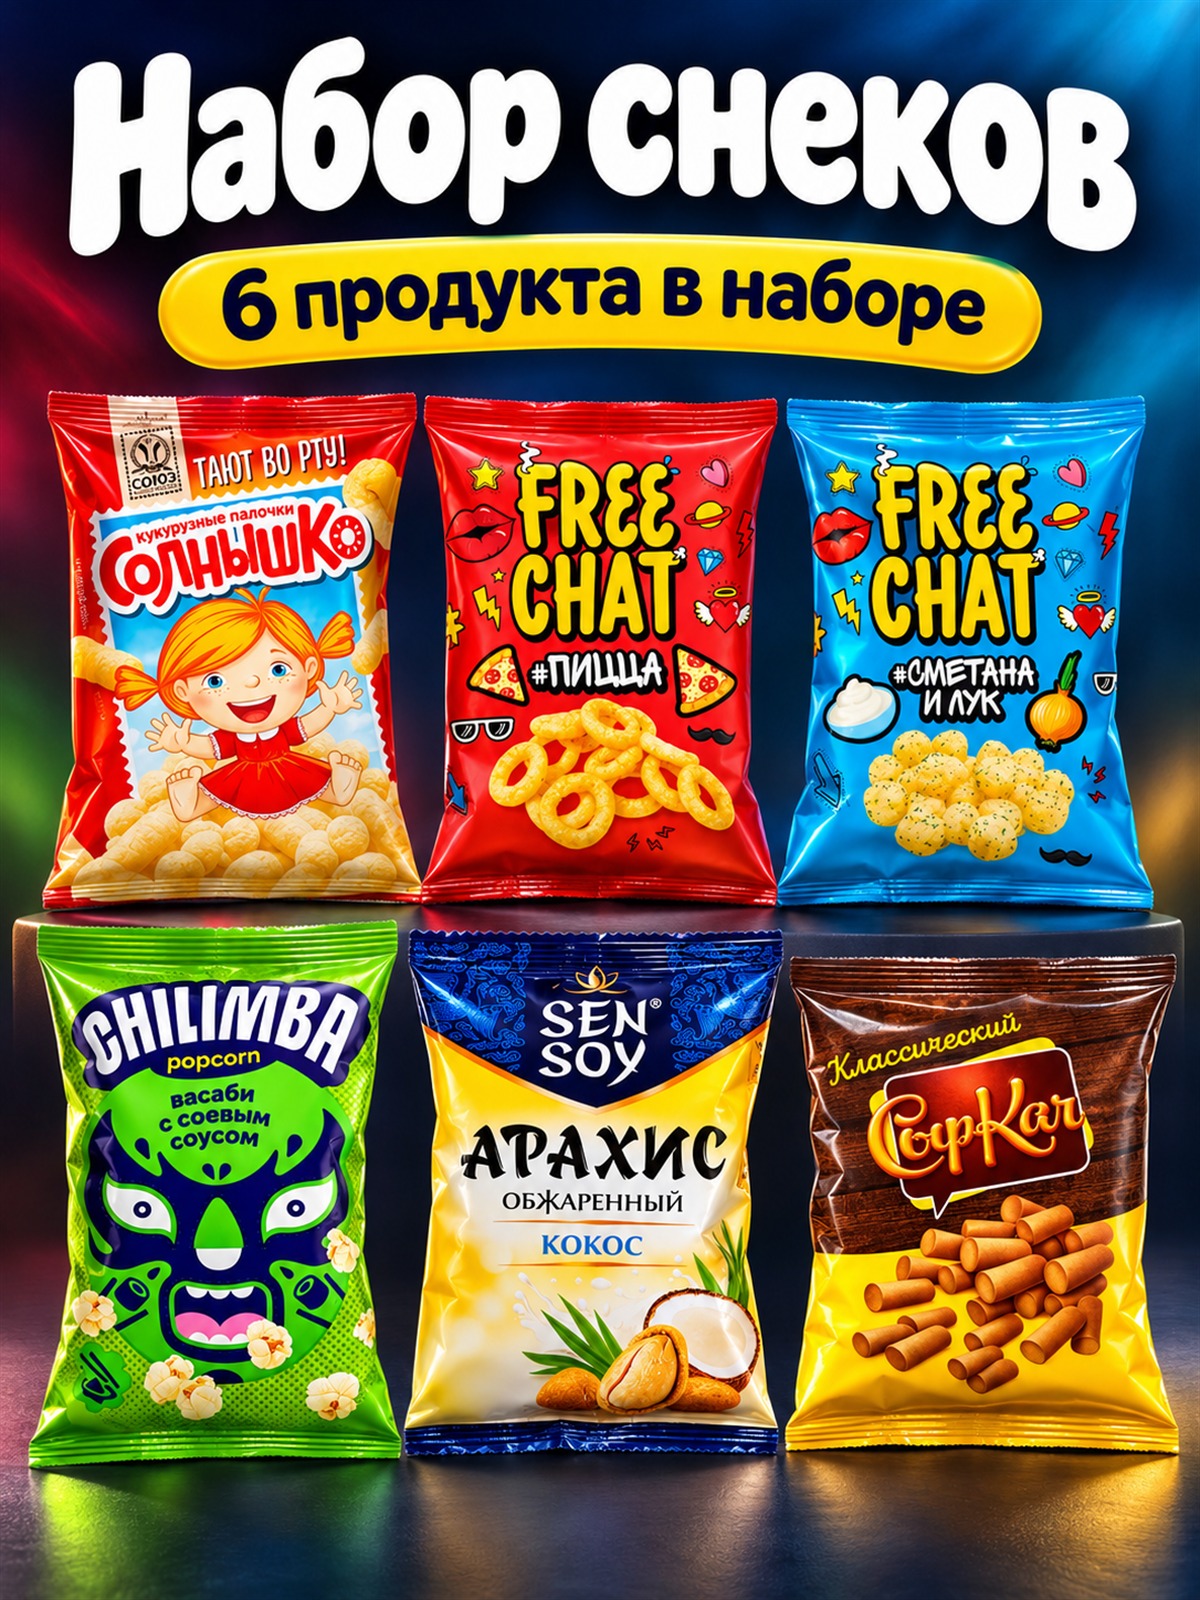 Набор снеков
6 продукта в наборе
СОЮЗ
ТАЮТ ВО РТУ!
кукурузные палочки
Солнышко
FREE
CHAT
#ПИЦЦА
FREE
CHAT
#СМЕТАНА
И ЛУК
CHILIMBA
popcorn
васаби
с соевым
соусом
SEN
SOY®
АРАХИС
ОБЖАРЕННЫЙ
КОКОС
Классический
СырКач